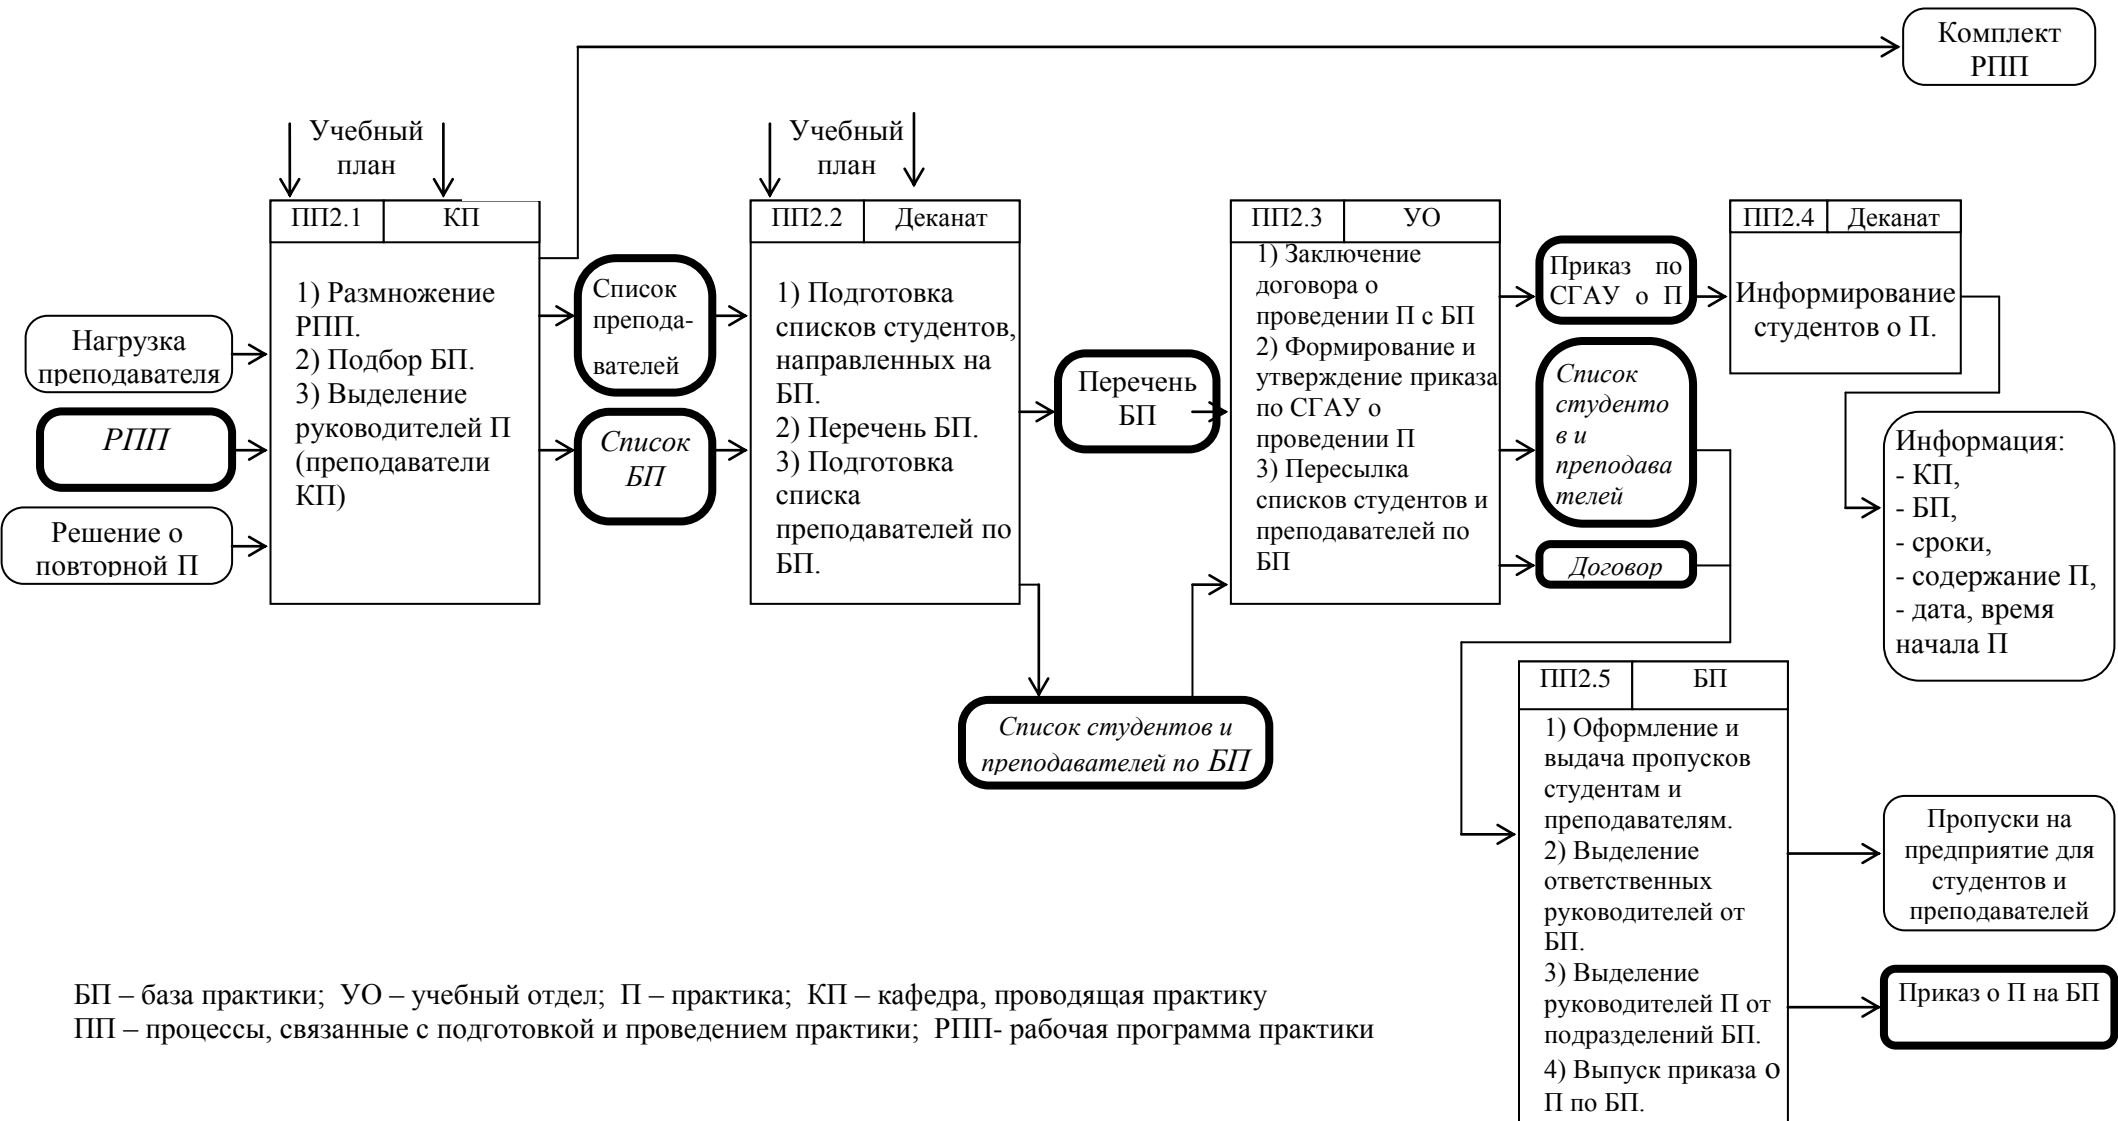 Комплект
РПП
Учебный
план
Учебный
план
ПП2.1
КП
1) Размножение
РПП.
2) Подбор БП.
3) Выделение
руководителей П
(преподаватели
КП)
Нагрузка
преподавателя
РПП
Решение о
повторной П
Список
препода-
вателей
Список
БП
ПП2.2
Деканат
1) Подготовка
списков студентов,
направленных на
БП.
2) Перечень БП.
3) Подготовка
списка
преподавателей по
БП.
Перечень
БП
Список студентов и
преподавателей по БП
ПП2.3
УО
1) Заключение
договора о
проведении П с БП
2) Формирование и
утверждение приказа
по СГАУ о
проведении П
3) Пересылка
списков студентов и
преподавателей по
БП
Приказ по
СГАУ о П
Список
студенто
в и
преподава
телей
Договор
ПП2.4
Деканат
Информирование
студентов о П.
Информация:
- КП,
- БП,
- сроки,
- содержание П,
- дата, время
начала П
ПП2.5
БП
1) Оформление и
выдача пропусков
студентам и
преподавателям.
2) Выделение
ответственных
руководителей от
БП.
3) Выделение
руководителей П от
подразделений БП.
4) Выпуск приказа о
П по БП.
Пропуски на
предприятие для
студентов и
преподавателей
Приказ о П на БП
БП – база практики; УО – учебный отдел; П – практика; КП – кафедра, проводящая практику
ПП – процессы, связанные с подготовкой и проведением практики; РПП- рабочая программа практики